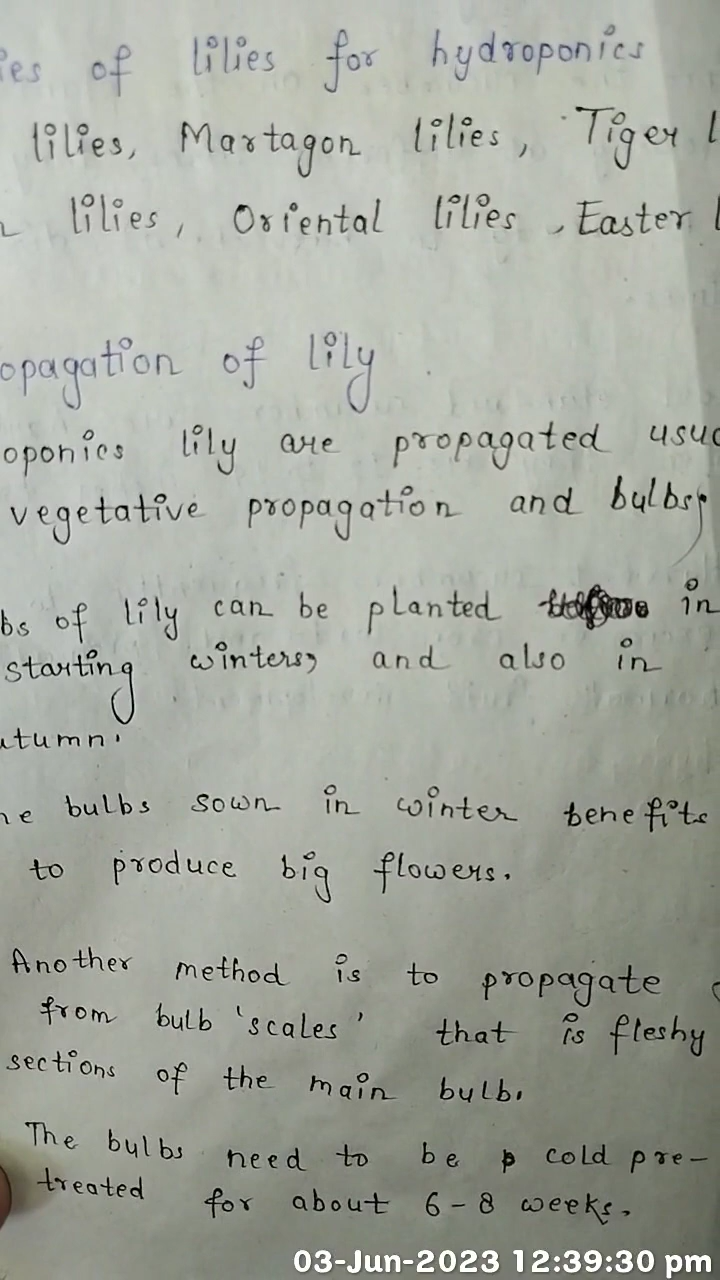 ies of lilies for hydroponics
lilies, Martagon lilies, Tiger l
n lilies, Oriental lilies, Easter l
opagation of lily
oponics lily are propagated usua
vegetative propagation and bulbs,
bs of lily can be planted in
starting winters, and also in
utumn.
he bulbs sown in winter benefits
to produce big flowers.
Another method is to propagate
from bulb 'scales' that is fleshy
sections of the main bulb.
The bulbs need to be cold pre-
treated for about 6-8 weeks.
03-Jun-2023 12:39:30 pm